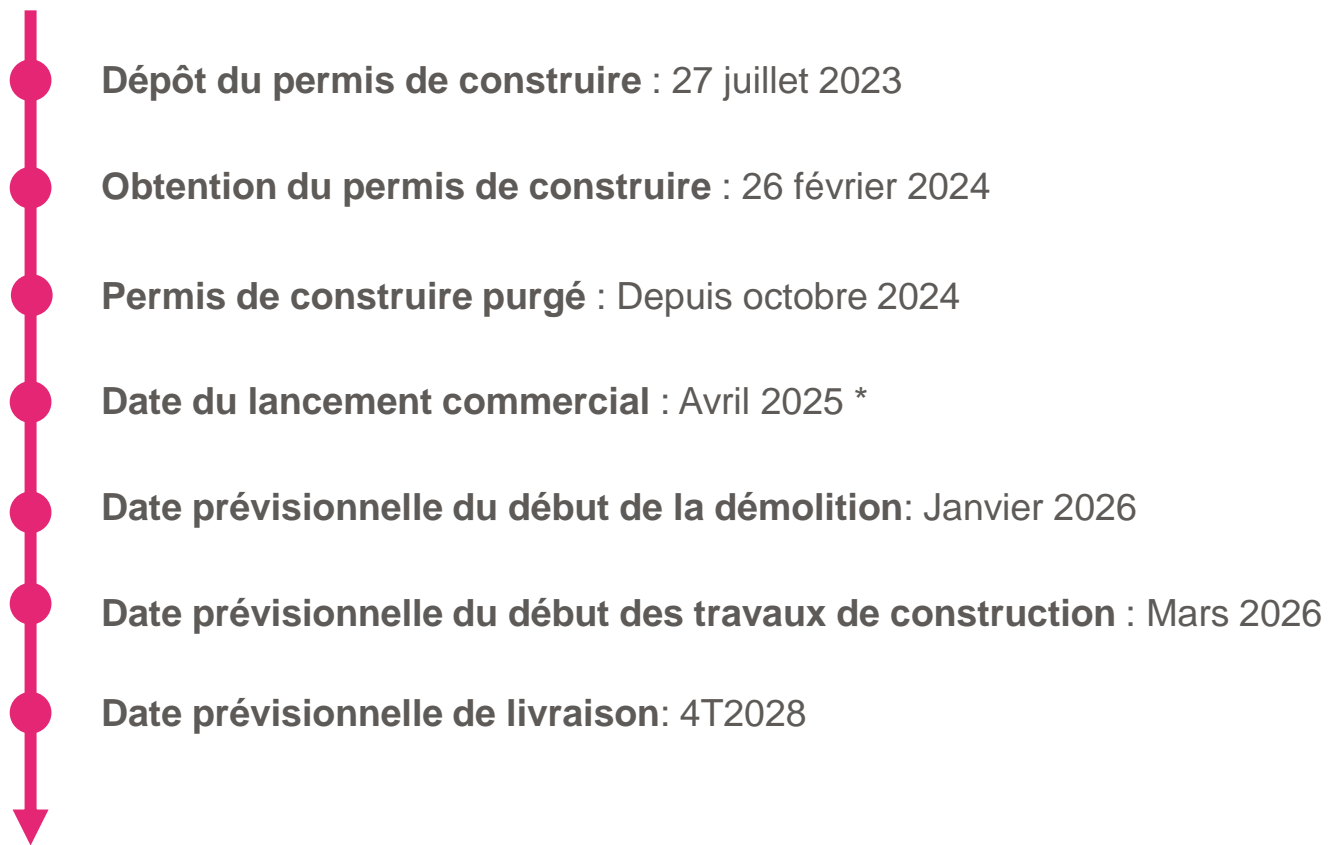 Dépôt du permis de construire : 27 juillet 2023
Obtention du permis de construire : 26 février 2024
Permis de construire purgé : Depuis octobre 2024
Date du lancement commercial : Avril 2025 *
Date prévisionnelle du début de la démolition: Janvier 2026
Date prévisionnelle du début des travaux de construction : Mars 2026
Date prévisionnelle de livraison: 4T2028